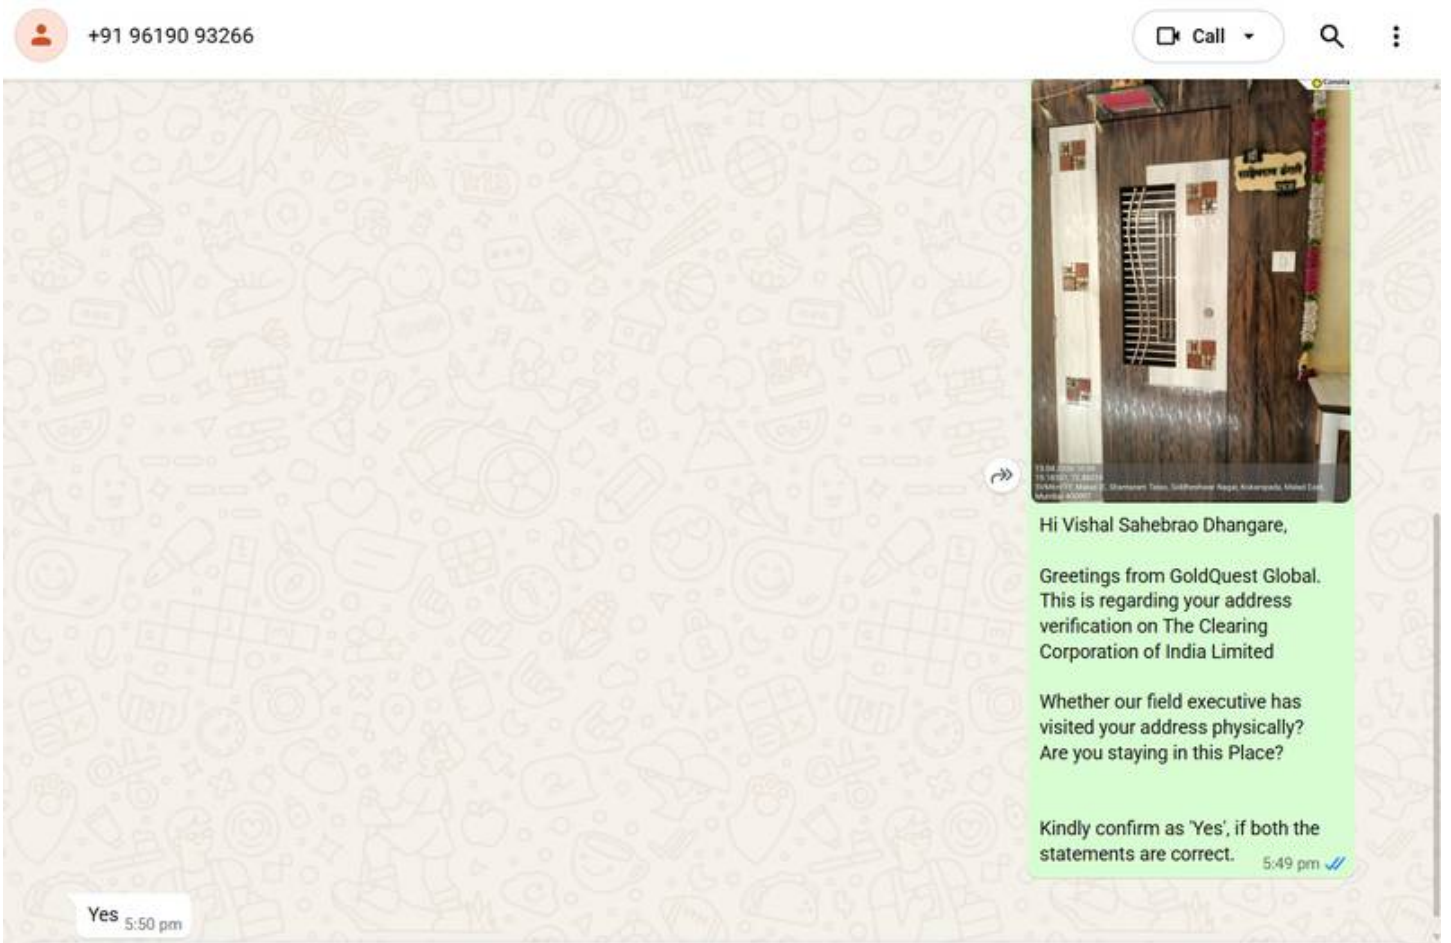 +91 96190 93266
Call
Hi Vishal Sahebrao Dhangare,
Greetings from GoldQuest Global.
This is regarding your address
verification on The Clearing
Corporation of India Limited
Whether our field executive has
visited your address physically?
Are you staying in this Place?
Kindly confirm as 'Yes', if both the
statements are correct.
5:49 pm
Yes
5:50 pm